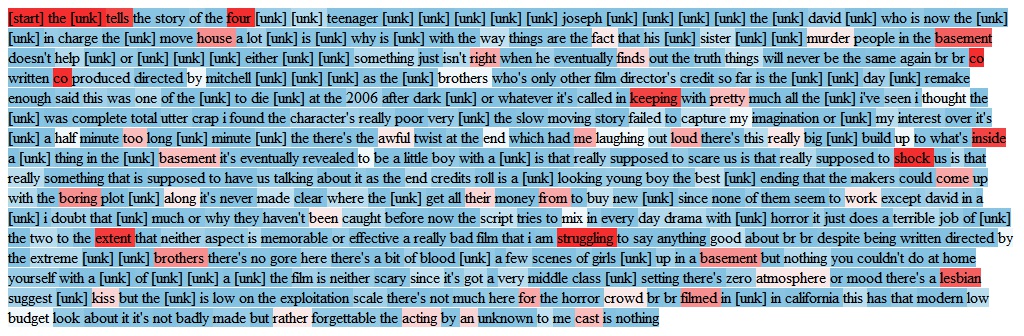 [start] the [unk] tells the story of the four [unk] [unk] teenager [unk] [unk] [unk] [unk] [unk] joseph [unk] [unk] [unk] [unk] the [unk] david [unk] who is now the [unk]
[unk] in charge the [unk] move house a lot [unk] is [unk] why is [unk] with the way things are the fact that his [unk] sister [unk] [unk] murder people in the basement
doesn't help [unk] or [unk] [unk] [unk] either [unk] [unk] something just isn't right when he eventually finds out the truth things will never be the same again br br co
written co produced directed by mitchell [unk] [unk] [unk] as the [unk] brothers who's only other film director's credit so far is the [unk] [unk] day [unk] remake
enough said this was one of the [unk] to die [unk] at the 2006 after dark [unk] or whatever it's called in keeping with pretty much all the [unk] i've seen i thought the
[unk] was complete total utter crap i found the character's really poor very [unk] the slow moving story failed to capture my imagination or [unk] my interest over it's
[unk] a half minute too long [unk] minute [unk] the there's the awful twist at the end which had me laughing out loud there's this really big [unk] build up to what's inside
a [unk] thing in the [unk] basement it's eventually revealed to be a little boy with a [unk] is that really supposed to scare us is that really supposed to shock us is that
really something that is supposed to have us talking about it as the end credits roll is a [unk] looking young boy the best [unk] ending that the makers could come up
with the boring plot [unk] along it's never made clear where the [unk] get all their money from to buy new [unk] since none of them seem to work except david in a
[unk] i doubt that [unk] much or why they haven't been caught before now the script tries to mix in every day drama with [unk] horror it just does a terrible job of [unk]
the two to the extent that neither aspect is memorable or effective a really bad film that i am struggling to say anything good about br br despite being written directed by
the extreme [unk] [unk] brothers there's no gore here there's a bit of blood [unk] a few scenes of girls [unk] up in a basement but nothing you couldn't do at home
yourself with a [unk] of [unk] [unk] a [unk] the film is neither scary since it's got a very middle class [unk] setting there's zero atmosphere or mood there's a lesbian
suggest [unk] kiss but the [unk] is low on the exploitation scale there's not much here for the horror crowd br br filmed in [unk] in california this has that modern low
budget look about it it's not badly made but rather forgettable the acting by an unknown to me cast is nothing